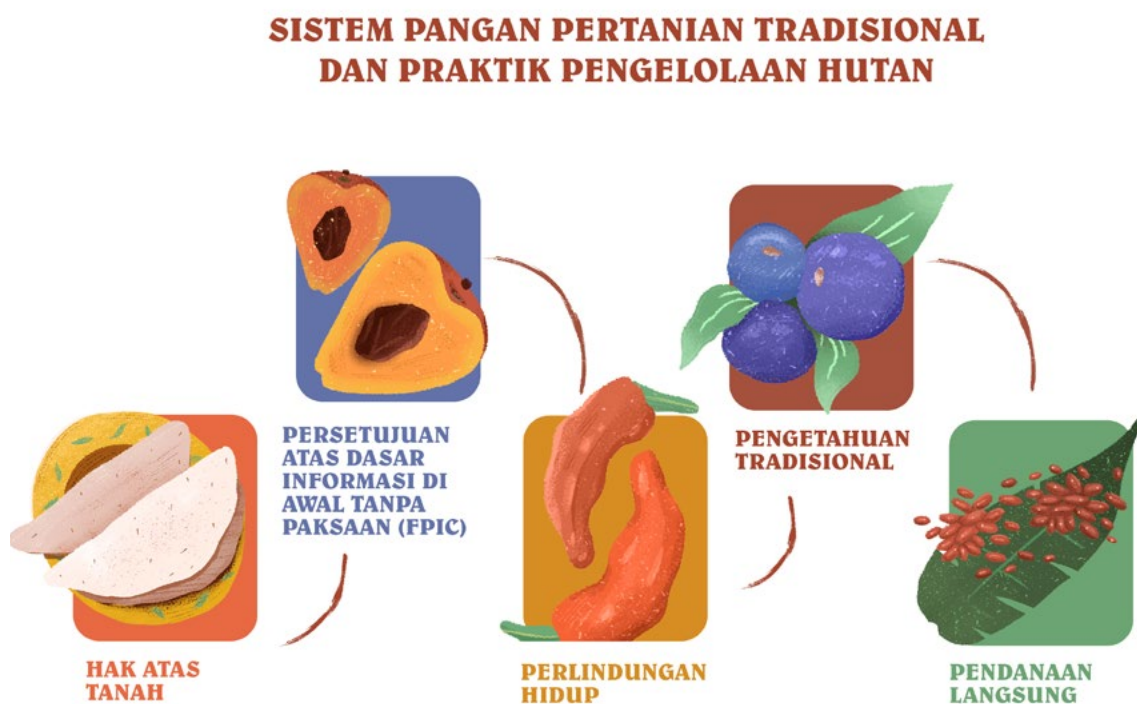 SISTEM PANGAN PERTANIAN TRADISIONAL
DAN PRAKTIK PENGELOLAAN HUTAN
HAK ATAS
TANAH
PERSETUJUAN
ATAS DASAR
INFORMASI DI
AWAL TANPA
PAKSAAN (FPIC)
PERLINDUNGAN
HIDUP
PENGETAHUAN
TRADISIONAL
PENDANAAN
LANGSUNG